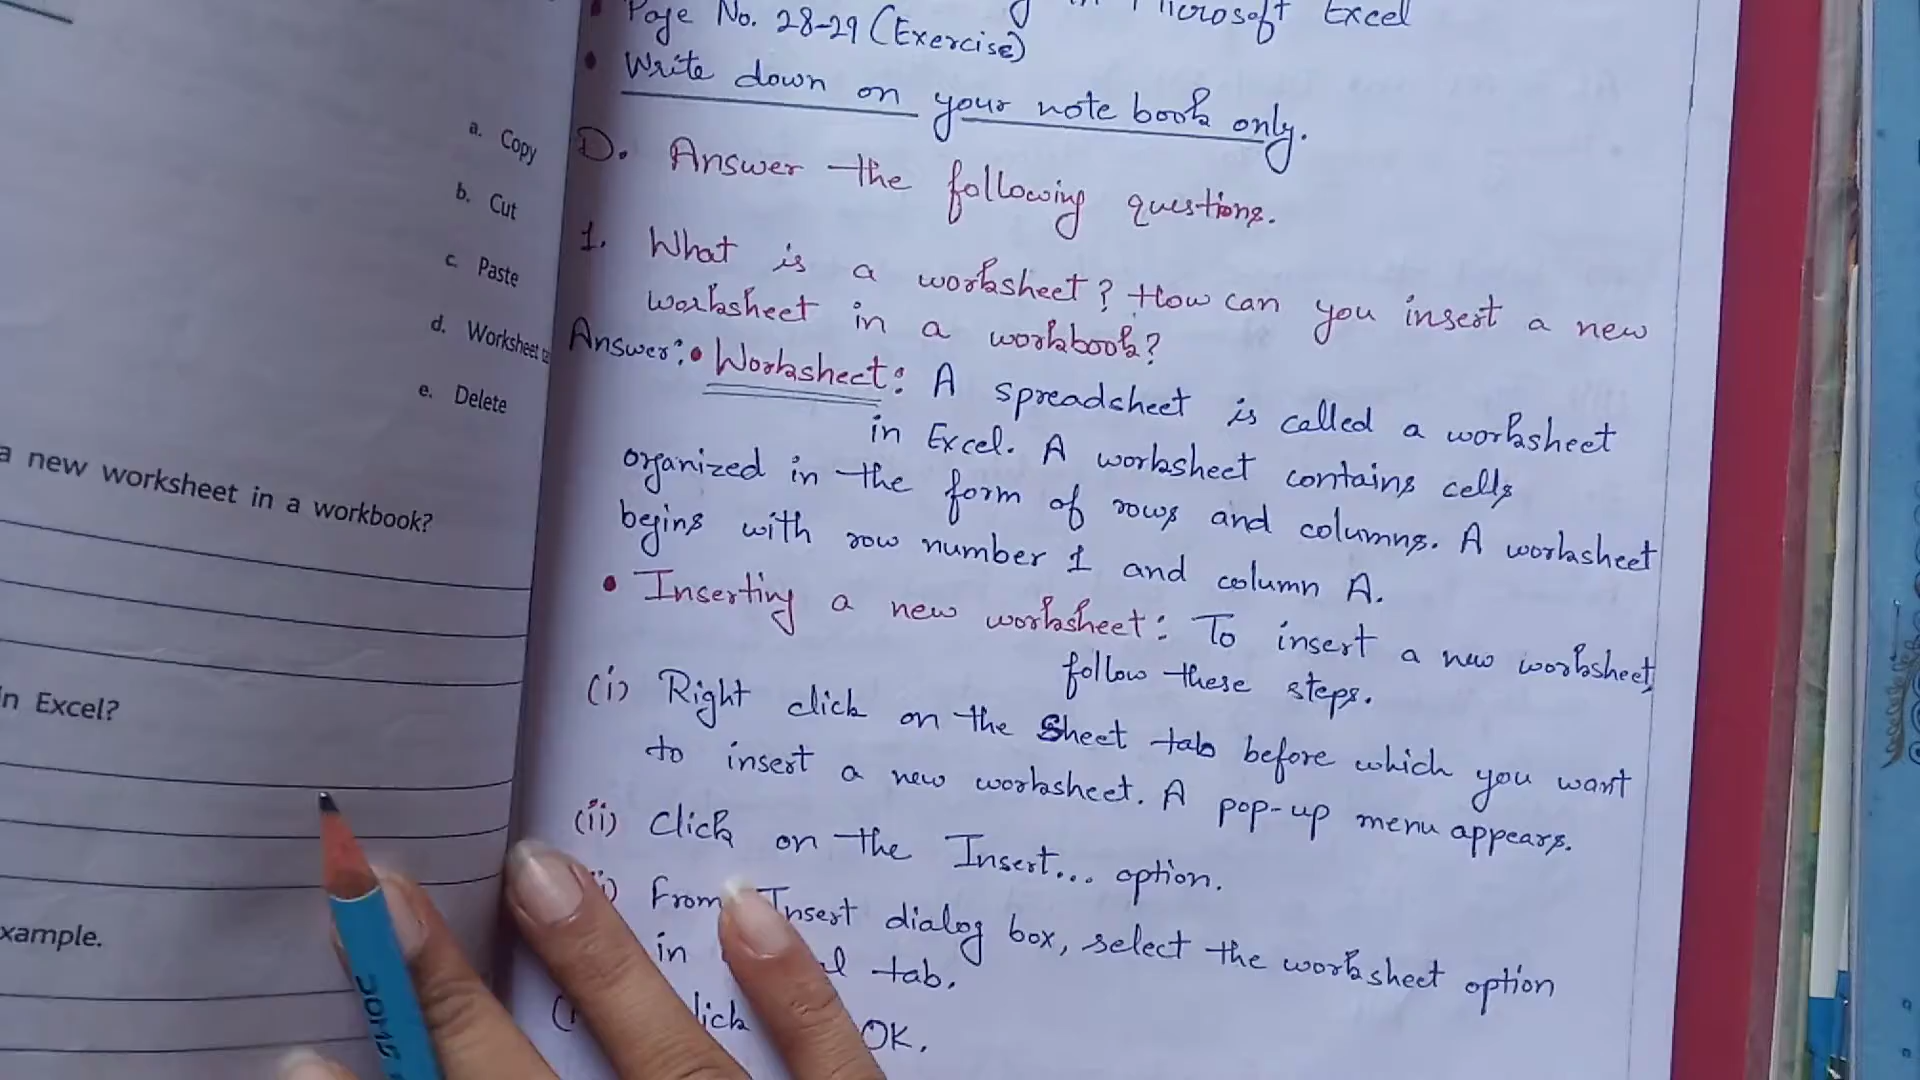 a. Copy
b. Cut
c. Paste
d. Worksheet
e. Delete
a new worksheet in a workbook?
in Excel?
xample.
in Microsoft Excel
• Page No. 28-29 (Exercise)
• Write down on your note book only.
D. Answer the following questions.
1. What is a worksheet? How can you insert a new
worksheet in a workbook?
Answer: • Worksheet: A spreadsheet is called a worksheet
in Excel. A worksheet contains cells
organized in the form of rows and columns. A worksheet
begins with row number 1 and column A.
• Inserting a new worksheet: To insert a new worksheet,
follow these steps.
(i) Right click on the Sheet tab before which you want
to insert a new worksheet. A pop-up menu appears.
(ii) Click on the Insert... option.
From Insert dialog box, select the worksheet option
in tab.
OK.
DOMS